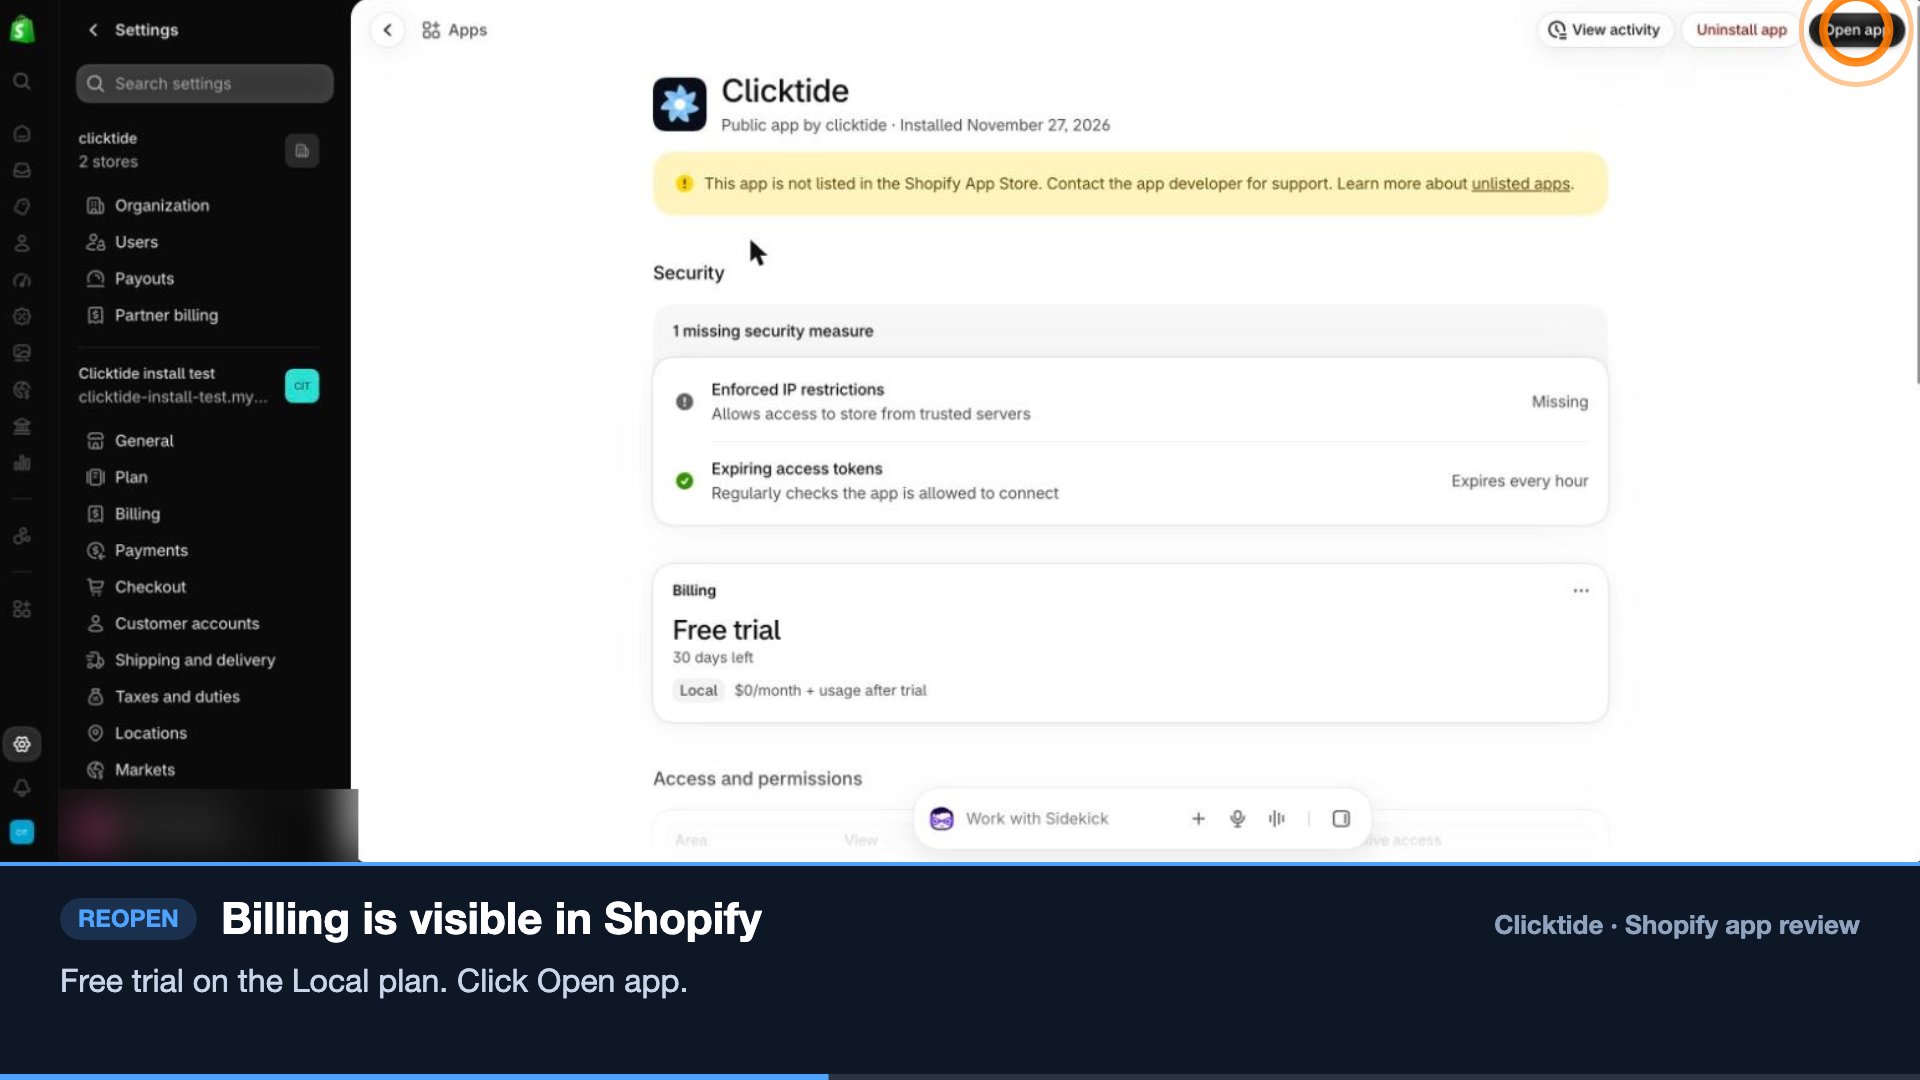 Settings
Search settings
clicktide
2 stores
Organization
Users
Payouts
Partner billing
Clicktide install test
clicktide-install-test.my...
CIT
General
Plan
Billing
Payments
Checkout
Customer accounts
Shipping and delivery
Taxes and duties
Locations
Markets
Apps
View activity
Uninstall app
Open app
Clicktide
Public app by clicktide · Installed November 27, 2026
This app is not listed in the Shopify App Store. Contact the app developer for support. Learn more about unlisted apps.
Security
1 missing security measure
Enforced IP restrictions
Allows access to store from trusted servers
Missing
Expiring access tokens
Regularly checks the app is allowed to connect
Expires every hour
Billing
Free trial
30 days left
Local $0/month + usage after trial
Access and permissions
Area View access
Work with Sidekick
REOPEN Billing is visible in Shopify
Clicktide · Shopify app review
Free trial on the Local plan. Click Open app.